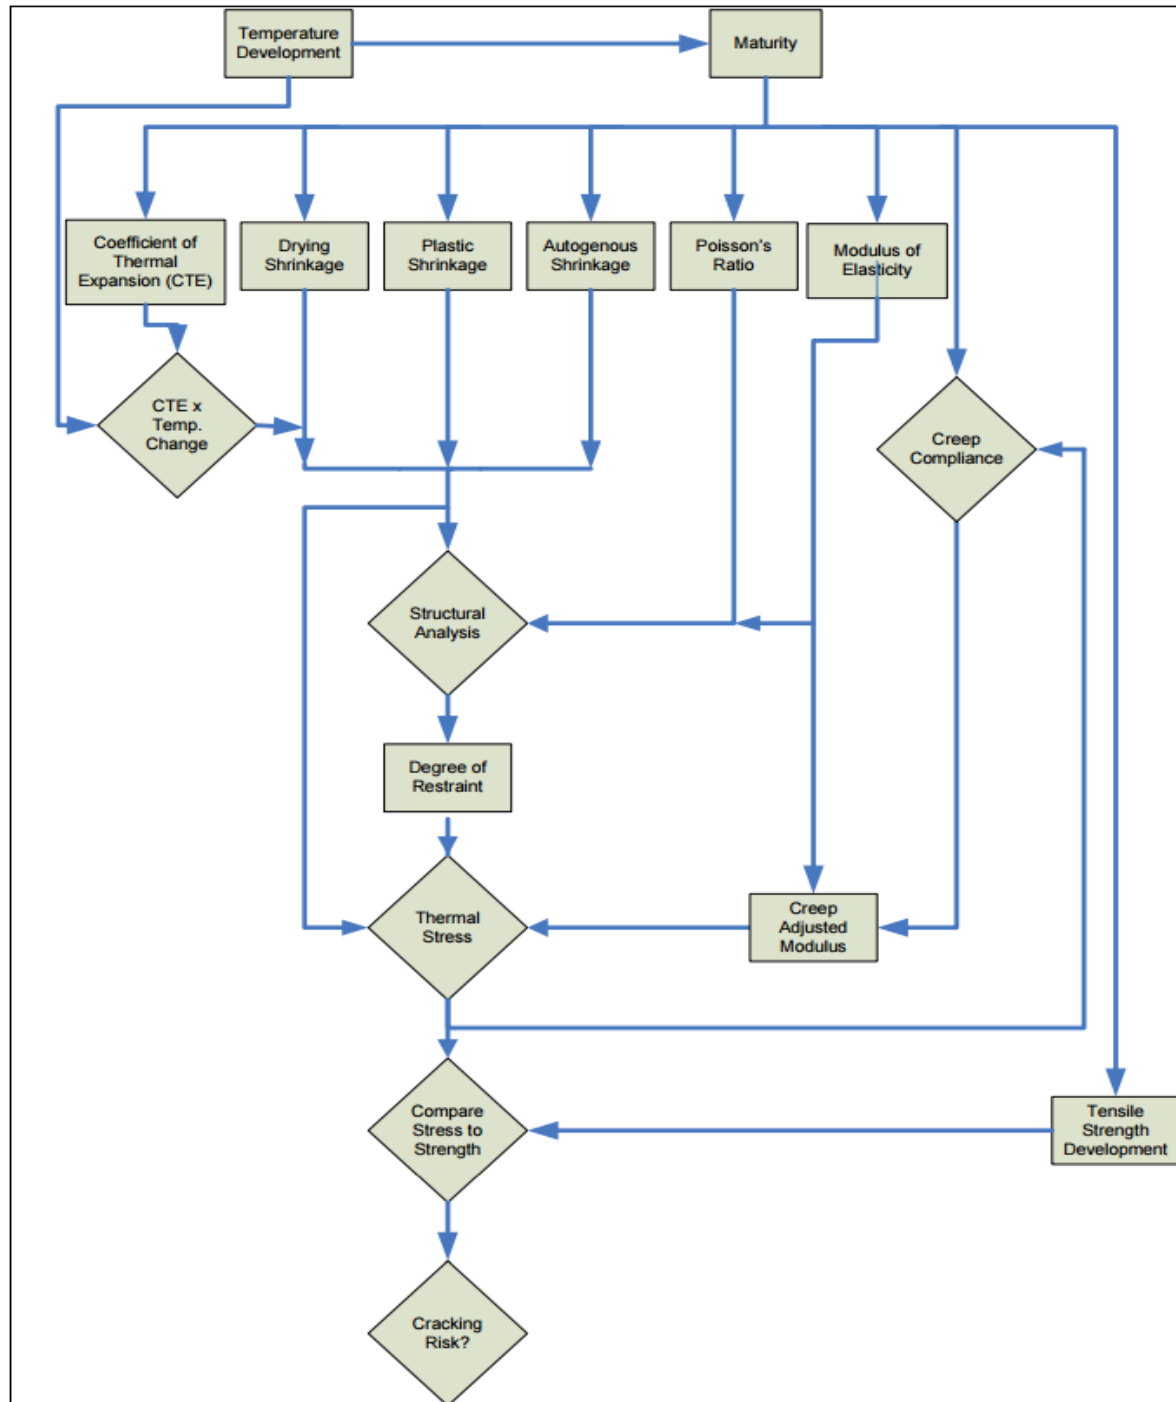 Temperature
Development
Maturity
Coefficient of
Thermal
Expansion (CTE)
Drying
Shrinkage
Plastic
Shrinkage
Autogenous
Shrinkage
Poisson's
Ratio
Modulus of
Elasticity
CTE x
Temp.
Change
Creep
Compliance
Structural
Analysis
Degree of
Restraint
Thermal
Stress
Creep
Adjusted
Modulus
Compare
Stress to
Strength
Tensile
Strength
Development
Cracking
Risk?